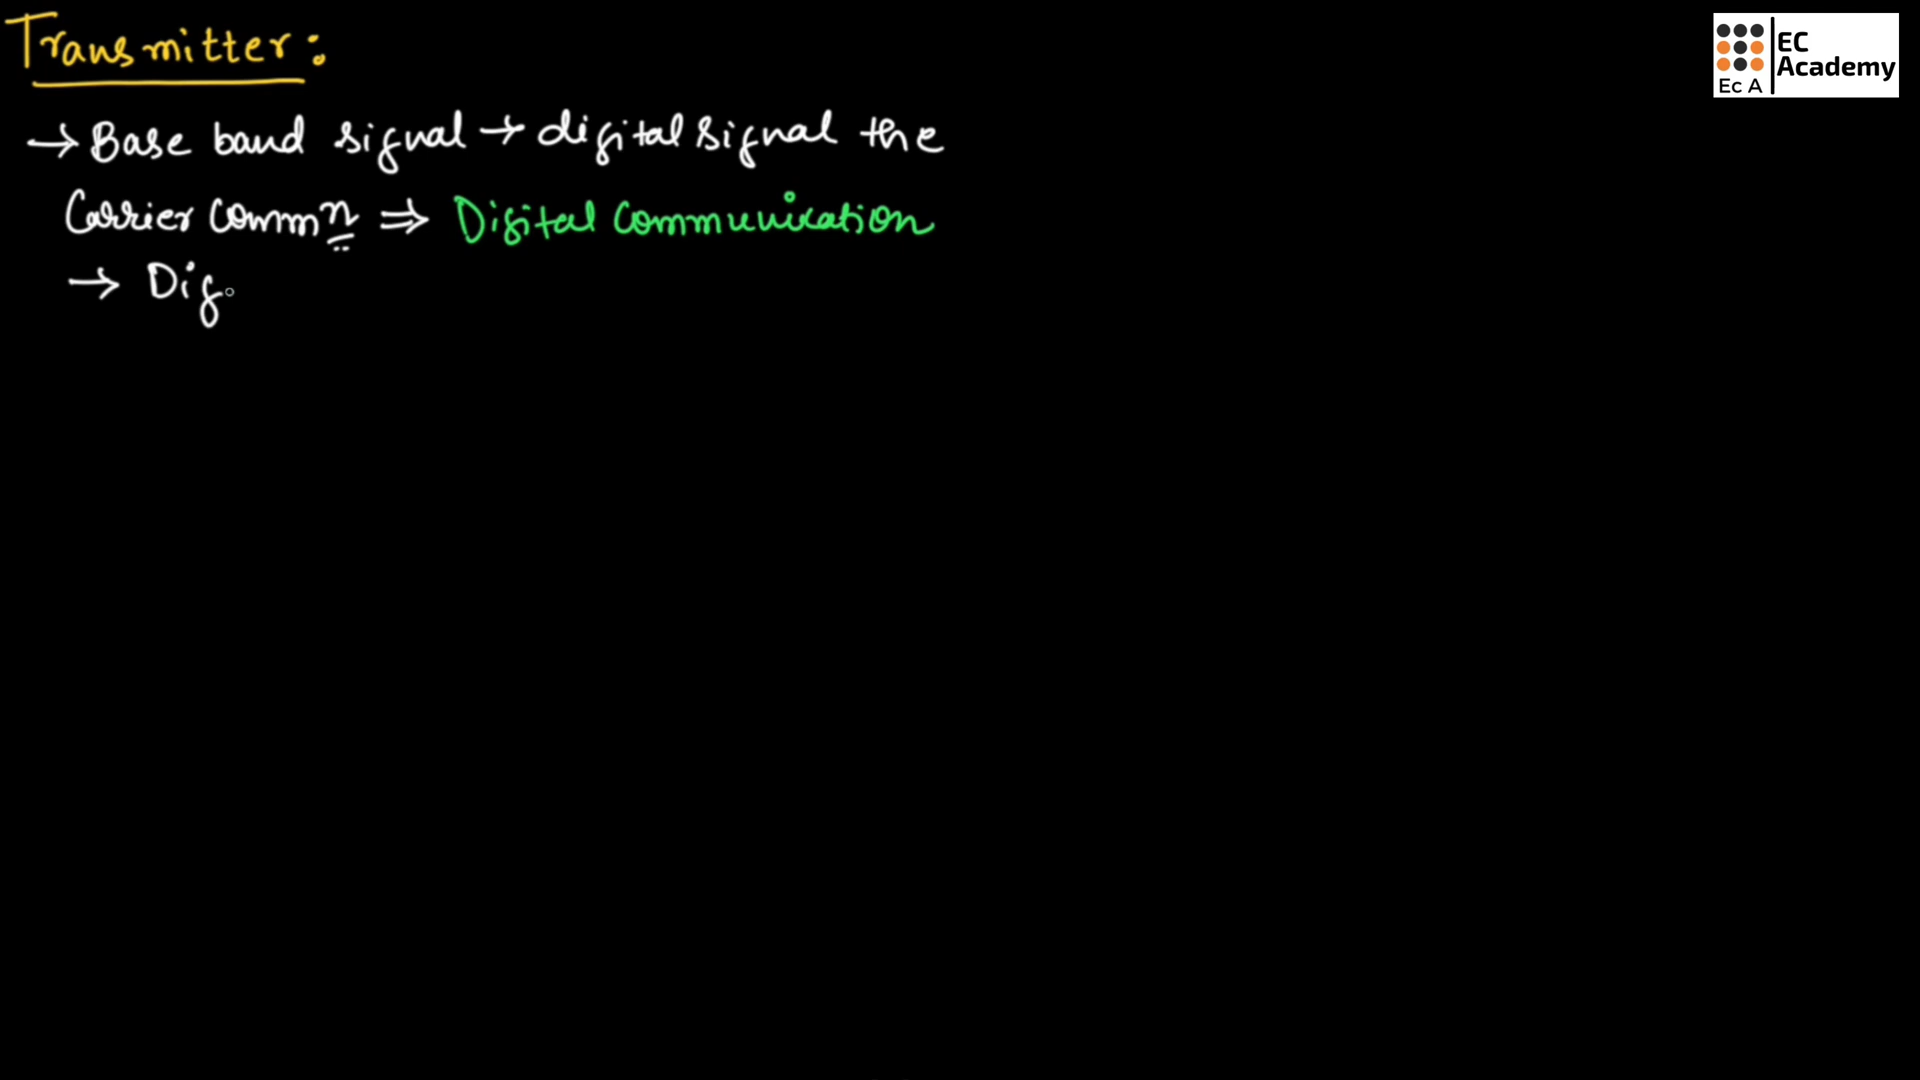 Transmitter:
→ Base band signal → digital signal the
Carrier Commn ⇒ Digital Communication
→ Dig
EC
Academy
Ec A